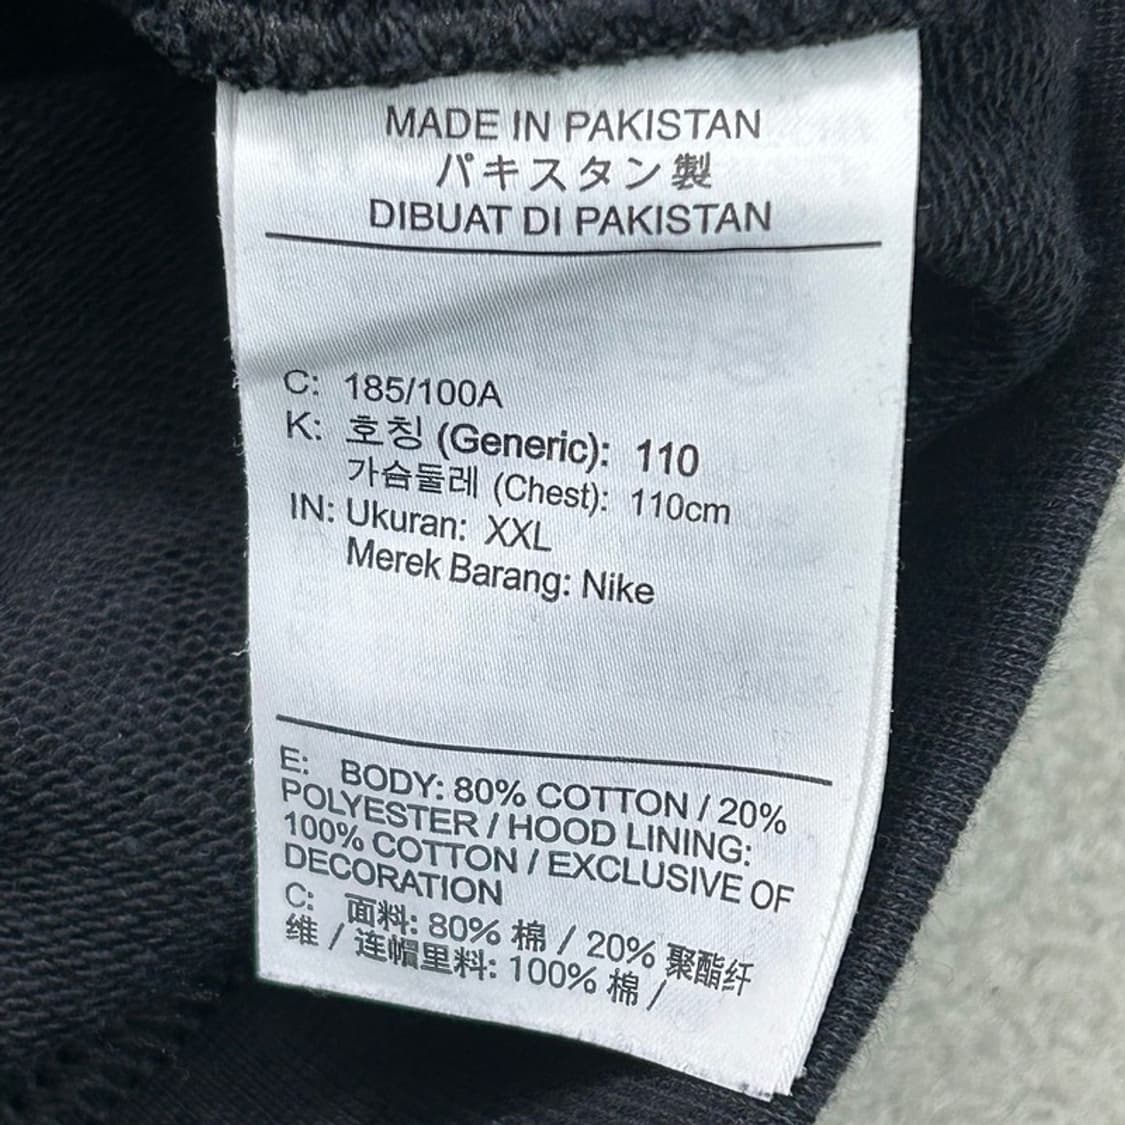 MADE IN PAKISTAN
パキスタン製
DIBUAT DI PAKISTAN
C: 185/100A
K: 호칭 (Generic): 110
가슴둘레 (Chest): 110cm
IN: Ukuran: XXL
Merek Barang: Nike
E: BODY: 80% COTTON / 20%
POLYESTER / HOOD LINING:
100% COTTON / EXCLUSIVE OF
DECORATION
C: 面料: 80% 棉 / 20% 聚酯纤
维 / 连帽里料: 100% 棉 /